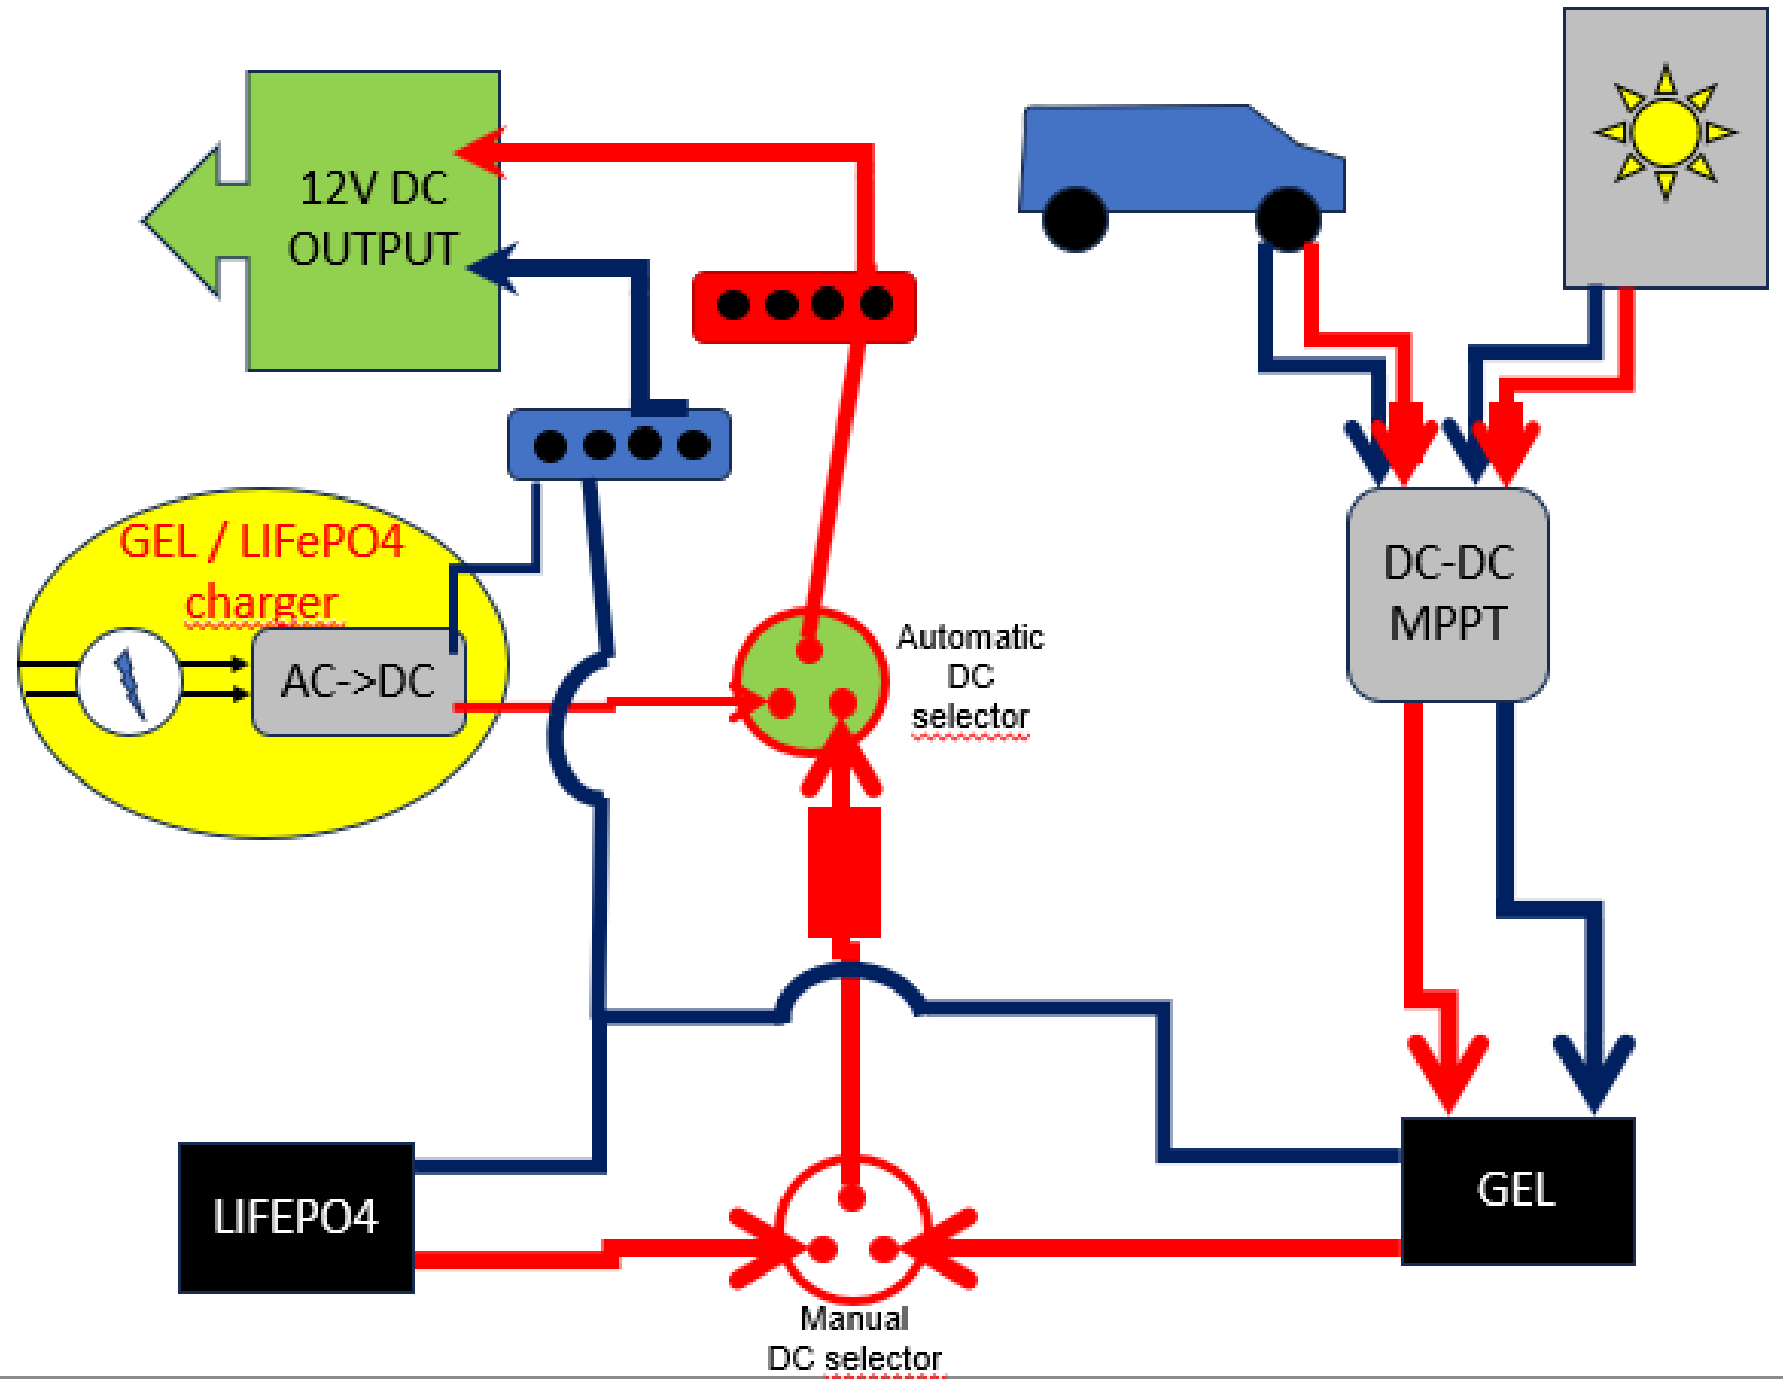 12V DC
OUTPUT
GEL / LIFePO4
charger
AC->DC
Automatic
DC
selector
DC-DC
MPPT
LIFEPO4
GEL
Manual
DC selector